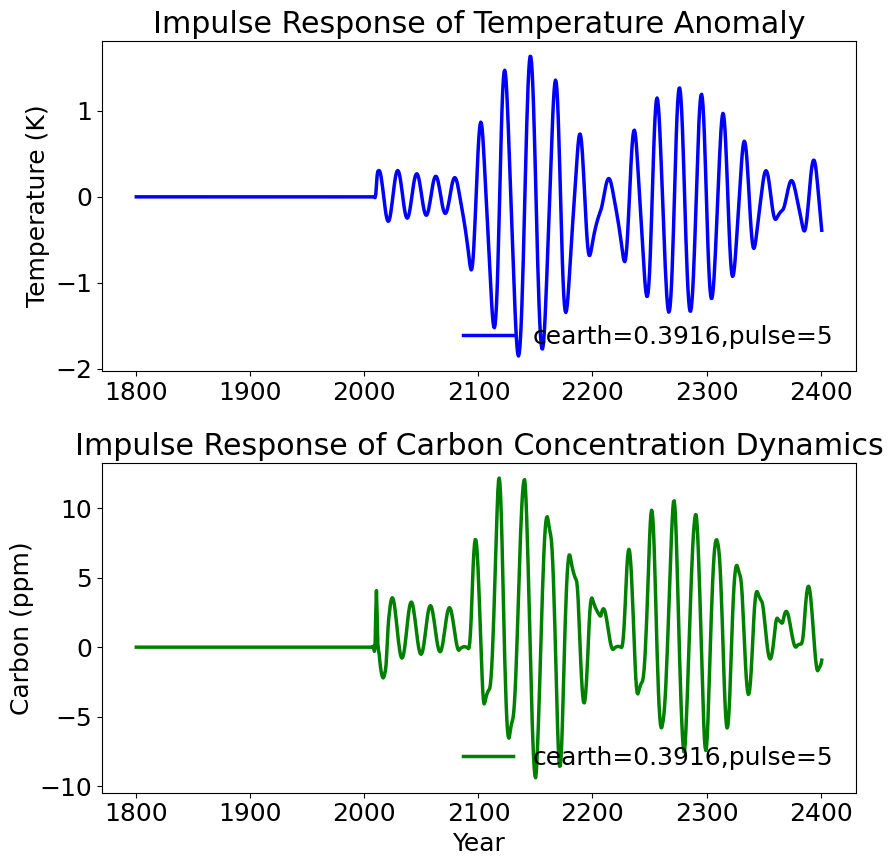 Impulse Response of Temperature Anomaly
Temperature (K)
1
0
−1
−2
cearth=0.3916,pulse=5
1800 1900 2000 2100 2200 2300 2400
Impulse Response of Carbon Concentration Dynamics
Carbon (ppm)
10
5
0
−5
−10
cearth=0.3916,pulse=5
1800 1900 2000 2100 2200 2300 2400
Year